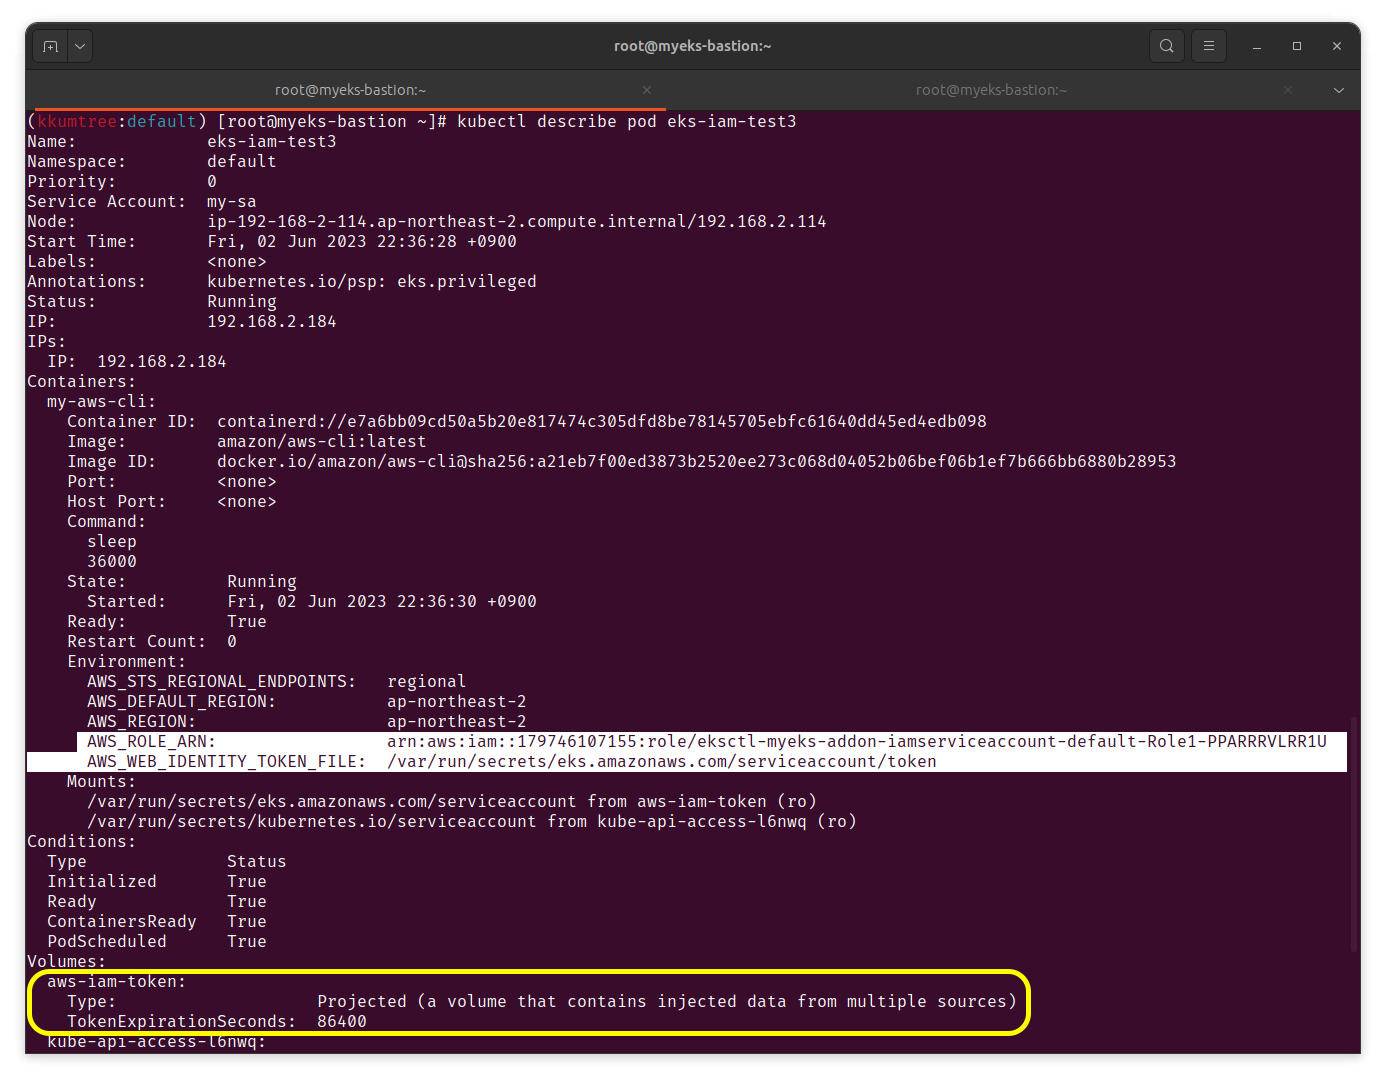 root@myeks-bastion:~
root@myeks-bastion:~ root@myeks-bastion:~
(kkumtree:default) [root@myeks-bastion ~]# kubectl describe pod eks-iam-test3
Name: eks-iam-test3
Namespace: default
Priority: 0
Service Account: my-sa
Node: ip-192-168-2-114.ap-northeast-2.compute.internal/192.168.2.114
Start Time: Fri, 02 Jun 2023 22:36:28 +0900
Labels: <none>
Annotations: kubernetes.io/psp: eks.privileged
Status: Running
IP: 192.168.2.184
IPs:
IP: 192.168.2.184
Containers:
my-aws-cli:
Container ID: containerd://e7a6bb09cd50a5b20e817474c305dfd8be78145705ebfc61640dd45ed4edb098
Image: amazon/aws-cli:latest
Image ID: docker.io/amazon/aws-cli@sha256:a21eb7f00ed3873b2520ee273c068d04052b06bef06b1ef7b666bb6880b28953
Port: <none>
Host Port: <none>
Command:
sleep
36000
State: Running
Started: Fri, 02 Jun 2023 22:36:30 +0900
Ready: True
Restart Count: 0
Environment:
AWS_STS_REGIONAL_ENDPOINTS: regional
AWS_DEFAULT_REGION: ap-northeast-2
AWS_REGION: ap-northeast-2
AWS_ROLE_ARN: arn:aws:iam::179746107155:role/eksctl-myeks-addon-iamserviceaccount-default-Role1-PPARRRVLRR1U
AWS_WEB_IDENTITY_TOKEN_FILE: /var/run/secrets/eks.amazonaws.com/serviceaccount/token
Mounts:
/var/run/secrets/eks.amazonaws.com/serviceaccount from aws-iam-token (ro)
/var/run/secrets/kubernetes.io/serviceaccount from kube-api-access-l6nwq (ro)
Conditions:
Type Status
Initialized True
Ready True
ContainersReady True
PodScheduled True
Volumes:
aws-iam-token:
Type: Projected (a volume that contains injected data from multiple sources)
TokenExpirationSeconds: 86400
kube-api-access-l6nwq: